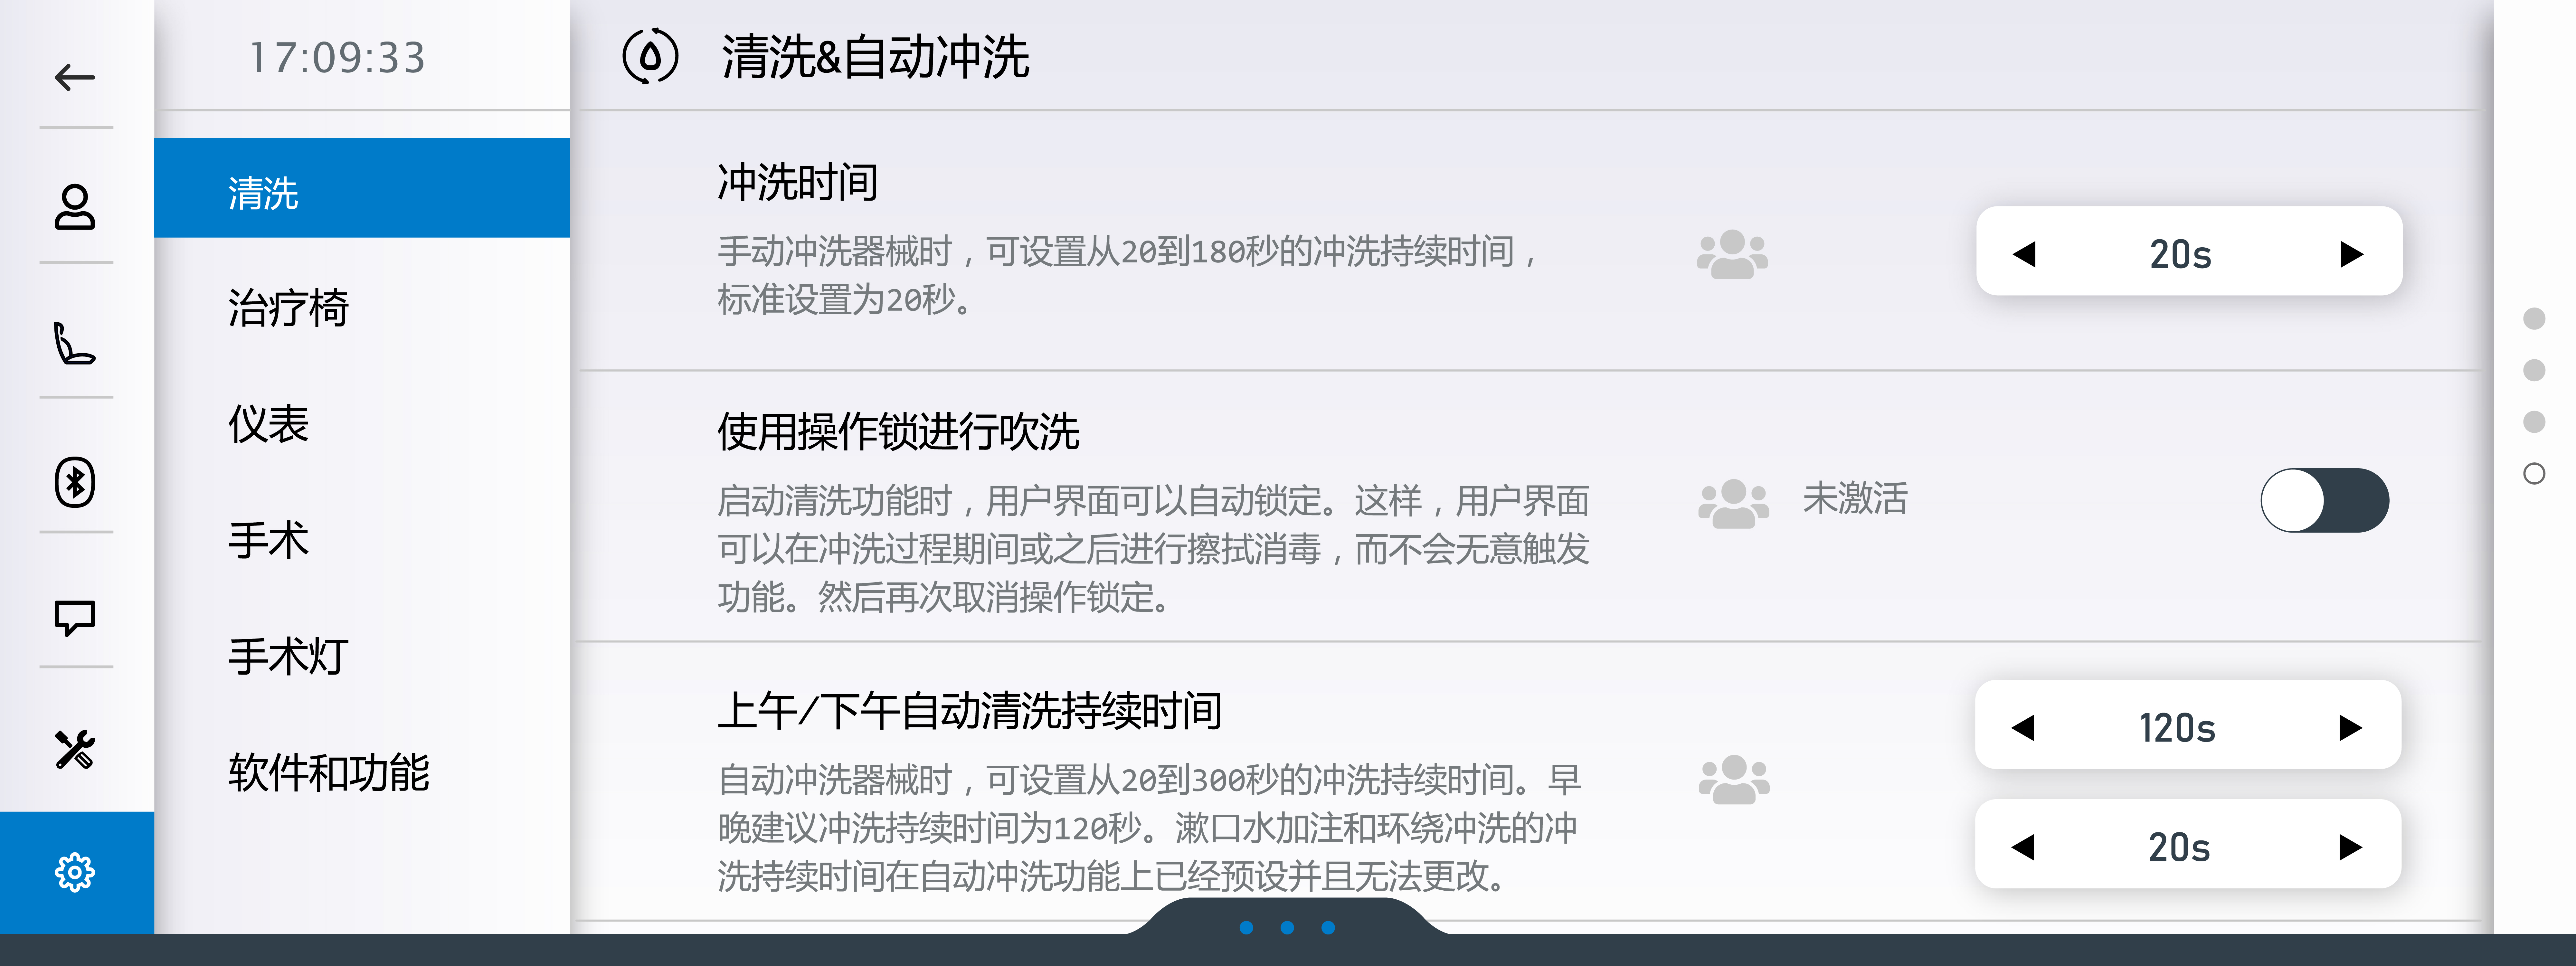 17:09:33
清洗&自动冲洗
清洗
治疗椅
仪表
手术
手术灯
软件和功能
冲洗时间
手动冲洗器械时，可设置从20到180秒的冲洗持续时间，
标准设置为20秒。
20s
使用操作锁进行吹洗
启动清洗功能时，用户界面可以自动锁定。这样，用户界面
可以在冲洗过程期间或之后进行擦拭消毒，而不会无意触发
功能。然后再次取消操作锁定。
未激活
上午/下午自动清洗持续时间
自动冲洗器械时，可设置从20到300秒的冲洗持续时间。早
晚建议冲洗持续时间为120秒。漱口水加注和环绕冲洗的冲
洗持续时间在自动冲洗功能上已经预设并且无法更改。
120s
20s